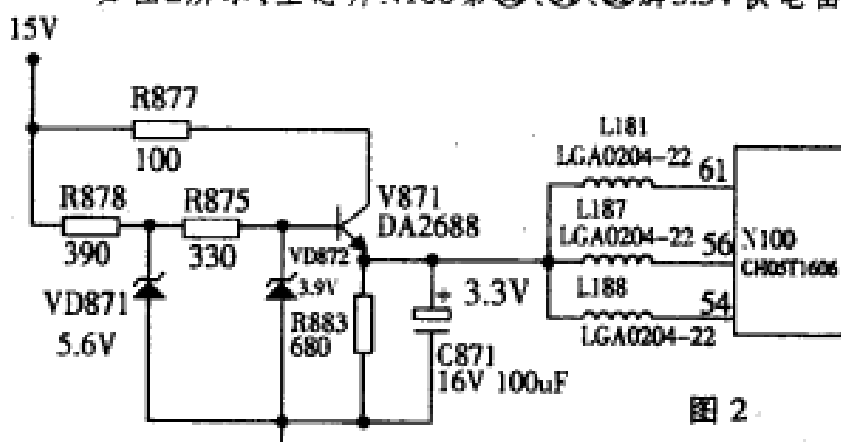 15V
R877
100
R878
390
R875
330
V871
DA2688
VD871
5.6V
VD872
3.9V
R883
680
3.3V
C871
16V 100uF
L181
LGA0204-22
61
L187
LGA0204-22
56
L188
54
LGA0204-22
N100
CH05T1606
图 2